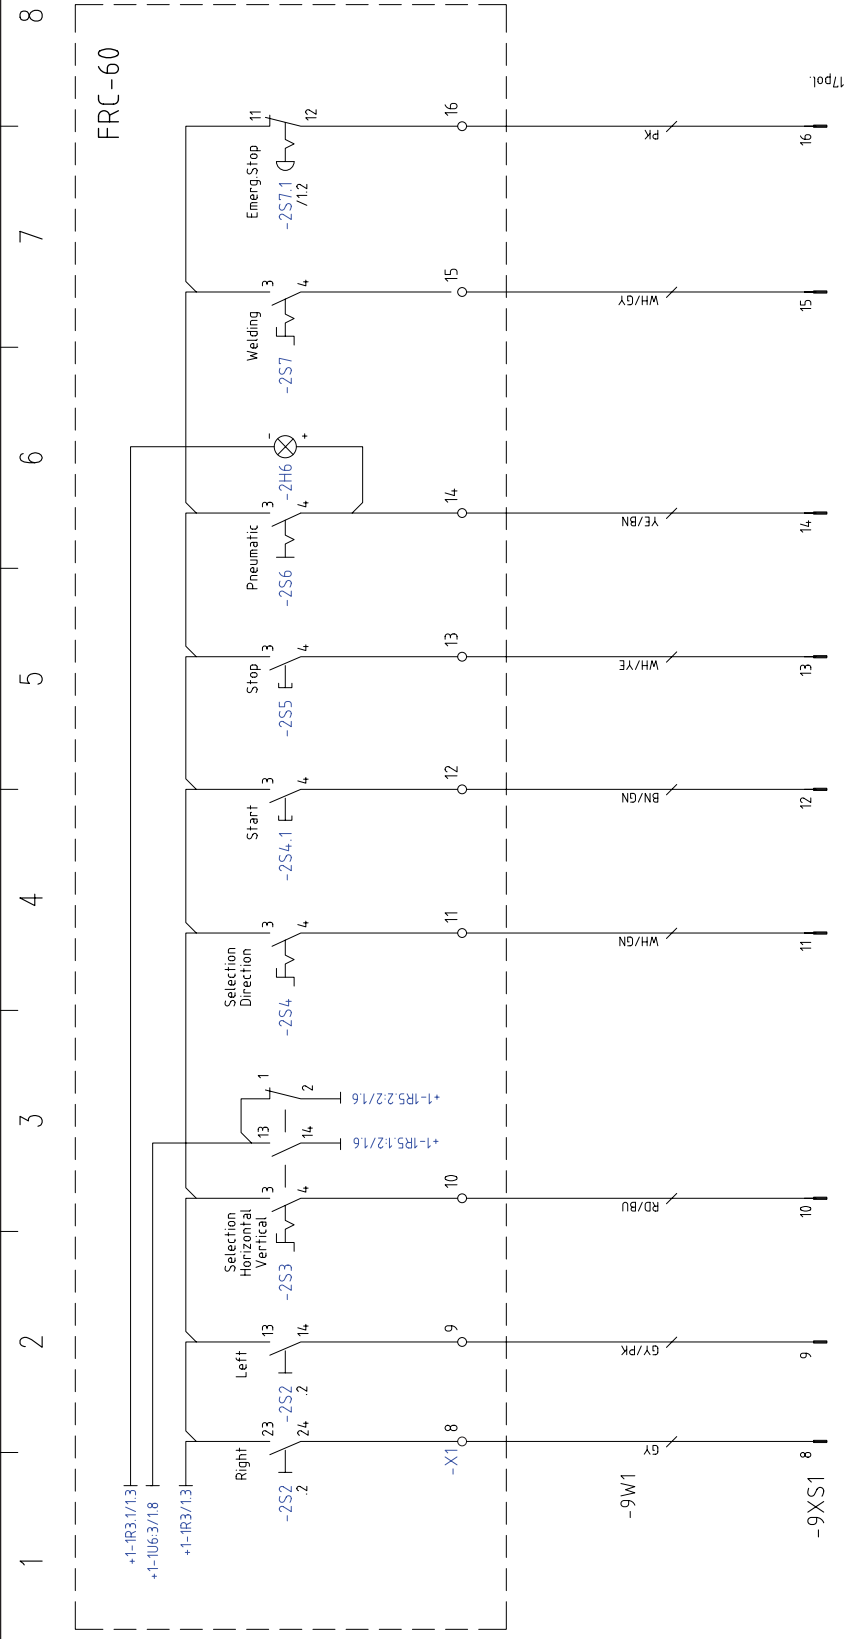 1
2
3
4
5
6
7
8
FRC-60
+1-1R3.1/1.3
+1-1U6:3/1.8
+1-1R3/1.3
Right
-2S2
.2
23
24
Left
-2S2
.2
13
14
Selection
Horizontal
Vertical
-2S3
3
4
13
14
1
2
+1-1R5.1:2/1.6
+1-1R5.2:2/1.6
Selection
Direction
-2S4
3
4
Start
-2S4.1
3
4
Stop
-2S5
3
4
Pneumatic
-2S6
3
4
-2H6
-
+
Welding
-2S7
3
4
Emerg.Stop
-2S7.1
/1.2
11
12
-X1
8
9
10
11
12
13
14
15
16
-9W1
GY
GY/PK
RD/BU
WH/GN
BN/GN
WH/YE
YE/BN
WH/GY
PK
-9XS1
8
9
10
11
12
13
14
15
16
17pol.